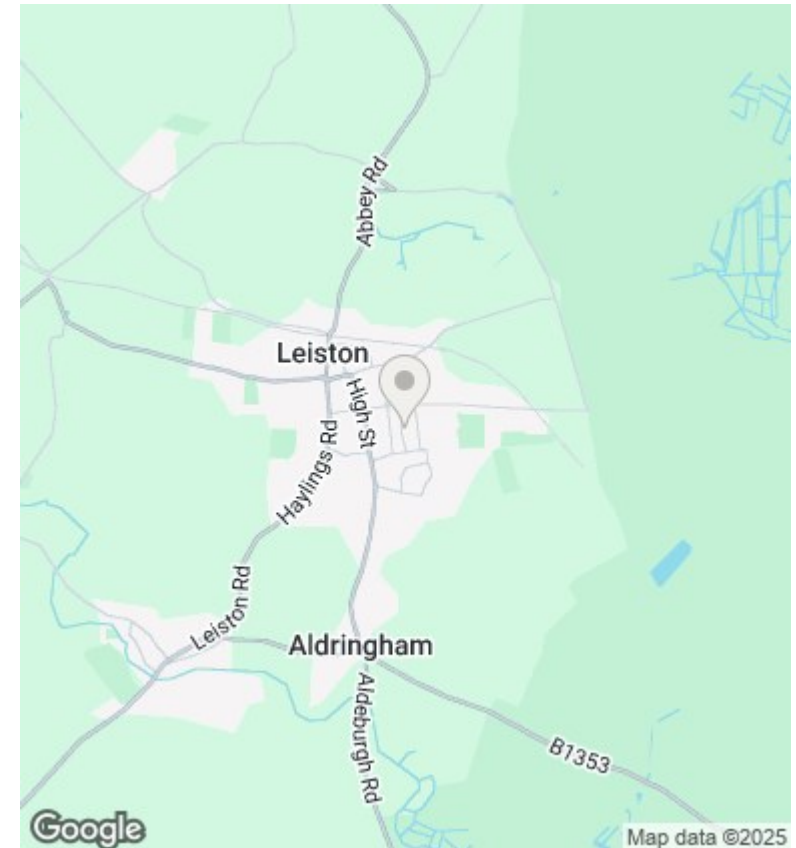 Abbey Rd
Leiston
High St
Haylings Rd
Leiston Rd
Aldringham
Aldeburgh Rd
B1353
Google
Map data ©2025